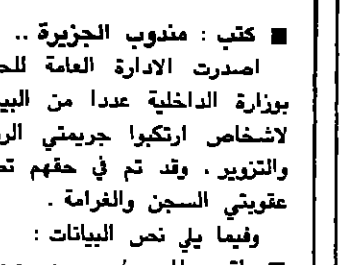 ■ كتب : مندوب الجزيرة ..
اصدرت الادارة العامة
بوزارة الداخلية عددا من
لاشخاص ارتكبوا جريمتي
والتزوير . وقد تم في حقهم
عقوبتي السجن والغرامة .
وفيما يلي نص البيانات :